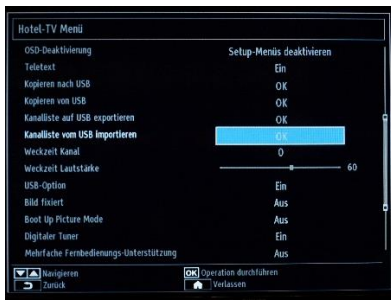 Hotel-TV Menü
OSD-Deaktivierung Setup-Menüs deaktivieren
Teletext Ein
Kopieren nach USB OK
Kopieren von USB OK
Kanalliste auf USB exportieren OK
Kanalliste vom USB importieren OK
Weckzeit Kanal 0
Weckzeit Lautstärke 60
USB-Option Ein
Bild fixiert Aus
Boot Up Picture Mode Aus
Digitaler Tuner Ein
Mehrfache Fernbedienungs-Unterstützung Aus
Navigieren OK Operation durchführen
Zurück Verlassen